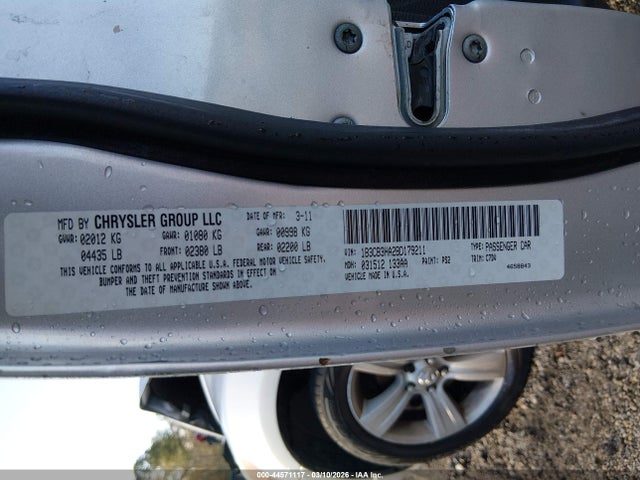 MFD BY CHRYSLER GROUP LLC DATE OF MFR: 3-11
GVWR: 02012 KG GAWR: 01080 KG GAWR: 00998 KG
04435 LB FRONT: 02380 LB REAR: 02200 LB
THIS VEHICLE CONFORMS TO ALL APPLICABLE U.S.A. FEDERAL MOTOR VEHICLE SAFETY,
BUMPER AND THEFT PREVENTION STANDARDS IN EFFECT ON
THE DATE OF MANUFACTURE SHOWN ABOVE.
VIN: 1B3CB3HA2BD179211 TYPE: PASSENGER CAR
MDH: 031512 139AA PAINT: PS2 TRIM: C7DA
VEHICLE MADE IN U.S.A. 4658843
000-44571117 - 03/10/2026 - IAA Inc.